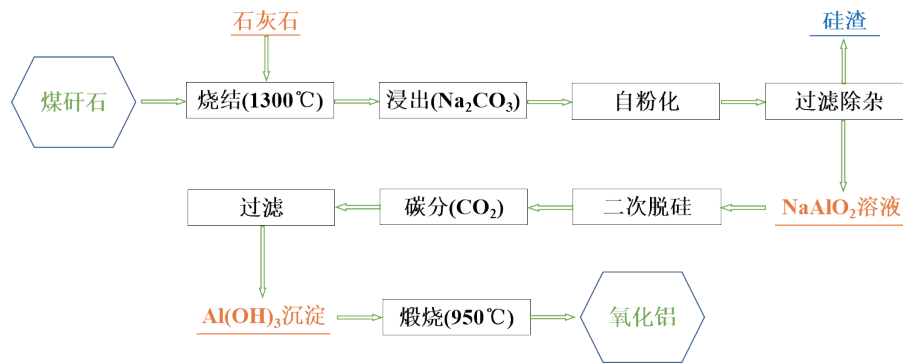 石灰石
硅渣
煤矸石
烧结(1300℃)
浸出(Na₂CO₃)
自粉化
过滤除杂
过滤
碳分(CO₂)
二次脱硅
NaAlO₂溶液
Al(OH)₃沉淀
煅烧(950℃)
氧化铝